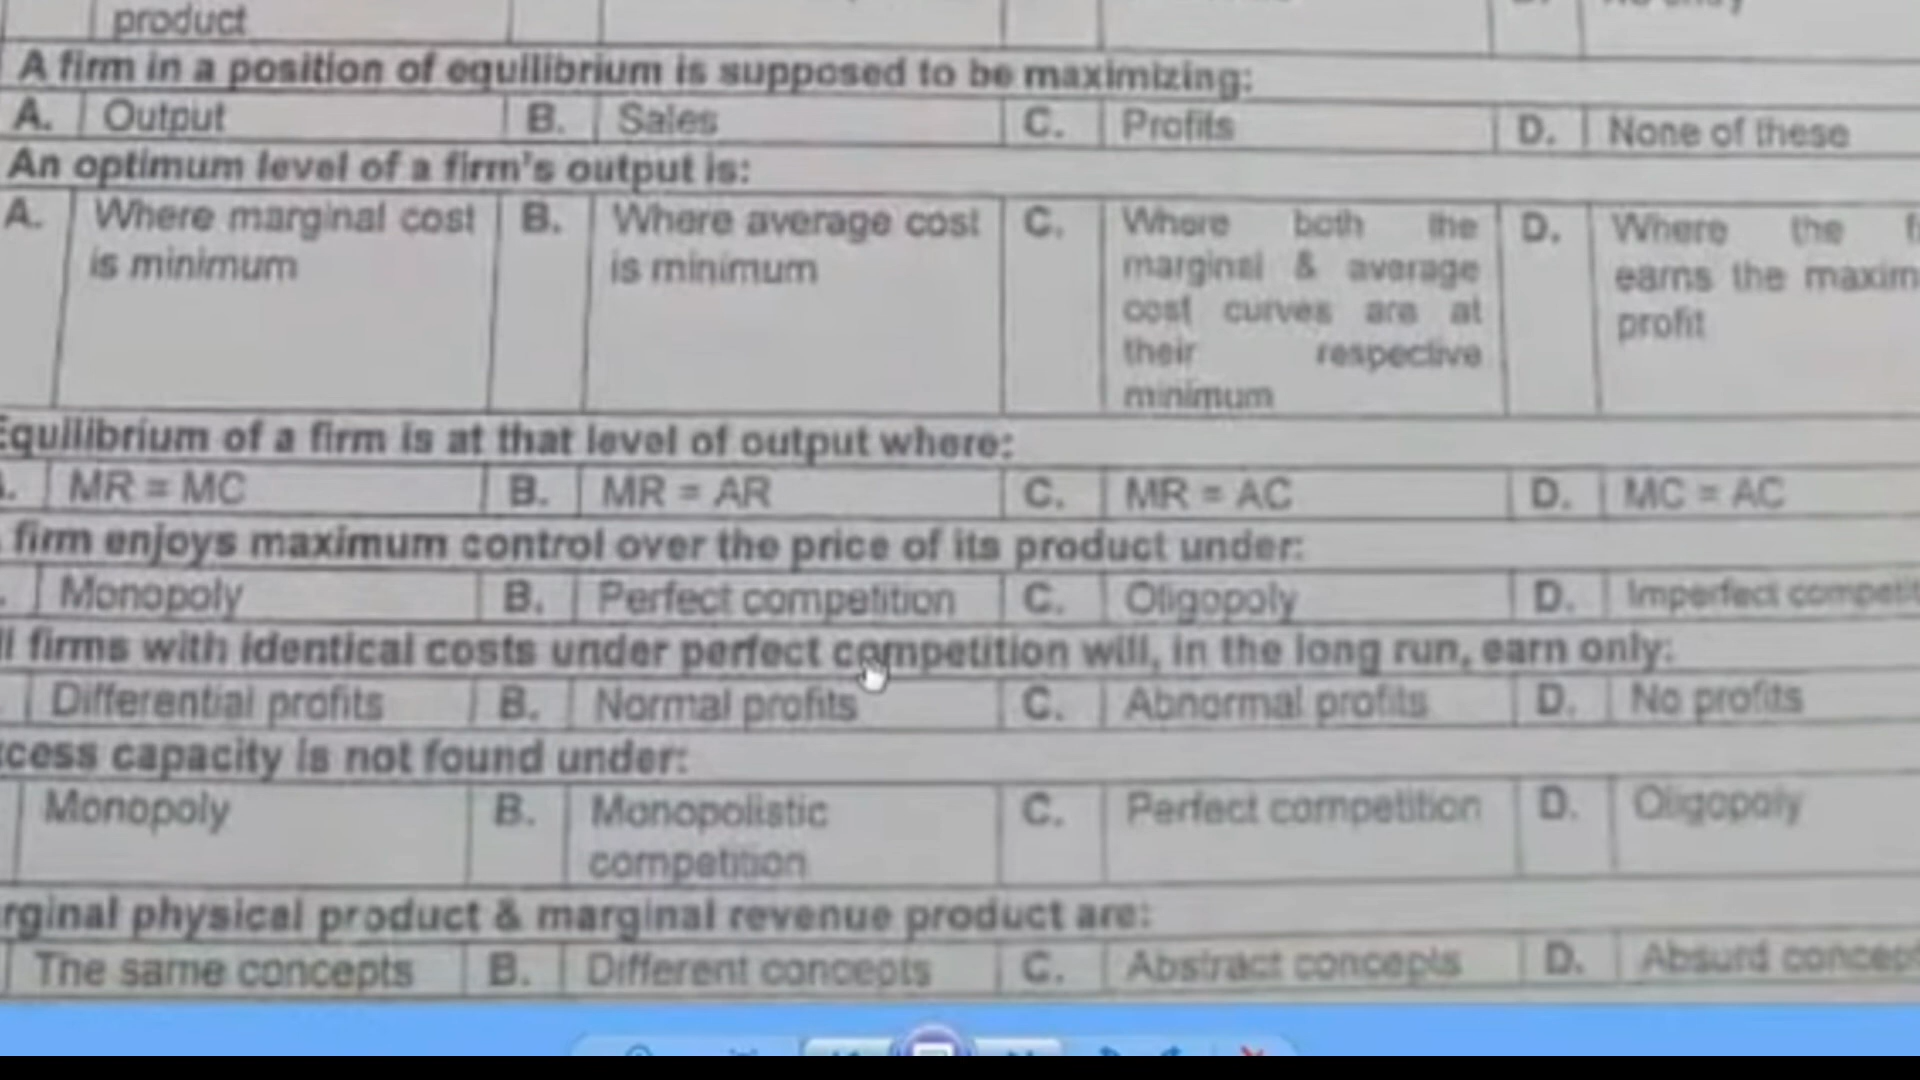 product
A firm in a position of equilibrium is supposed to be maximizing:
A. Output B. Sales C. Profits D. None of these
An optimum level of a firm's output is:
A. Where marginal cost is minimum B. Where average cost is minimum C. Where both the marginal & average cost curves are at their respective minimum D. Where the f earns the maxim profit
Equilibrium of a firm is at that level of output where:
. MR = MC B. MR = AR C. MR = AC D. MC = AC
firm enjoys maximum control over the price of its product under:
. Monopoly B. Perfect competition C. Oligopoly D. Imperfect competit
ll firms with identical costs under perfect competition will, in the long run, earn only:
Differential profits B. Normal profits C. Abnormal profits D. No profits
cess capacity is not found under:
Monopoly B. Monopolistic competition C. Perfect competition D. Oligopoly
rginal physical product & marginal revenue product are:
The same concepts B. Different concepts C. Abstract concepts D. Absurd concept